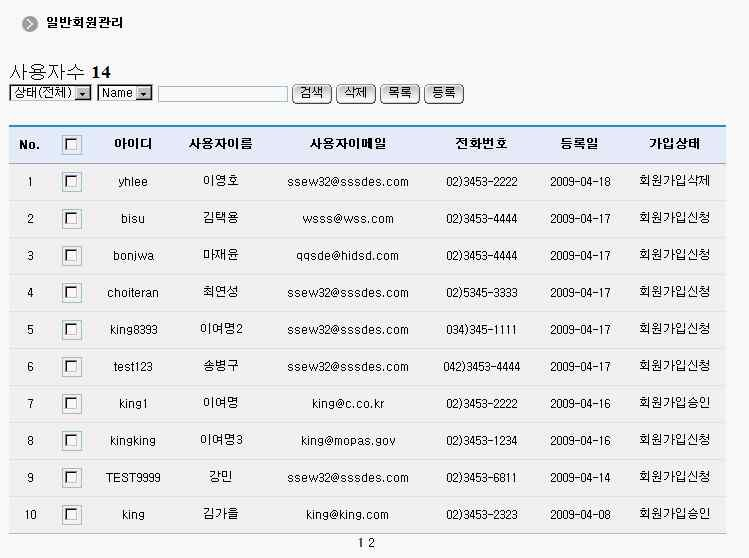 일반회원관리
사용자수 14
상태(전체) Name 검색 삭제 목록 등록
No. 아이디 사용자이름 사용자이메일 전화번호 등록일 가입상태
1 yhlee 이영호 ssew32@sssdes.com 02)3453-2222 2009-04-18 회원가입삭제
2 bisu 김택용 wsss@wss.com 02)3453-4444 2009-04-17 회원가입신청
3 bonjwa 마재윤 qqsde@hidsd.com 02)3453-4444 2009-04-17 회원가입신청
4 choiteran 최연성 ssew32@sssdes.com 02)5345-3333 2009-04-17 회원가입신청
5 king8393 이여명2 ssew32@sssdes.com 034)345-1111 2009-04-17 회원가입신청
6 test123 송병구 ssew32@sssdes.com 042)3453-4444 2009-04-17 회원가입신청
7 king1 이여명 king@c.co.kr 02)3453-2222 2009-04-16 회원가입승인
8 kingking 이여명3 king@mopas.gov 02)3453-1234 2009-04-16 회원가입신청
9 TEST9999 강민 ssew32@sssdes.com 02)3453-6811 2009-04-14 회원가입신청
10 king 김가을 king@king.com 02)3453-2323 2009-04-08 회원가입승인
1 2